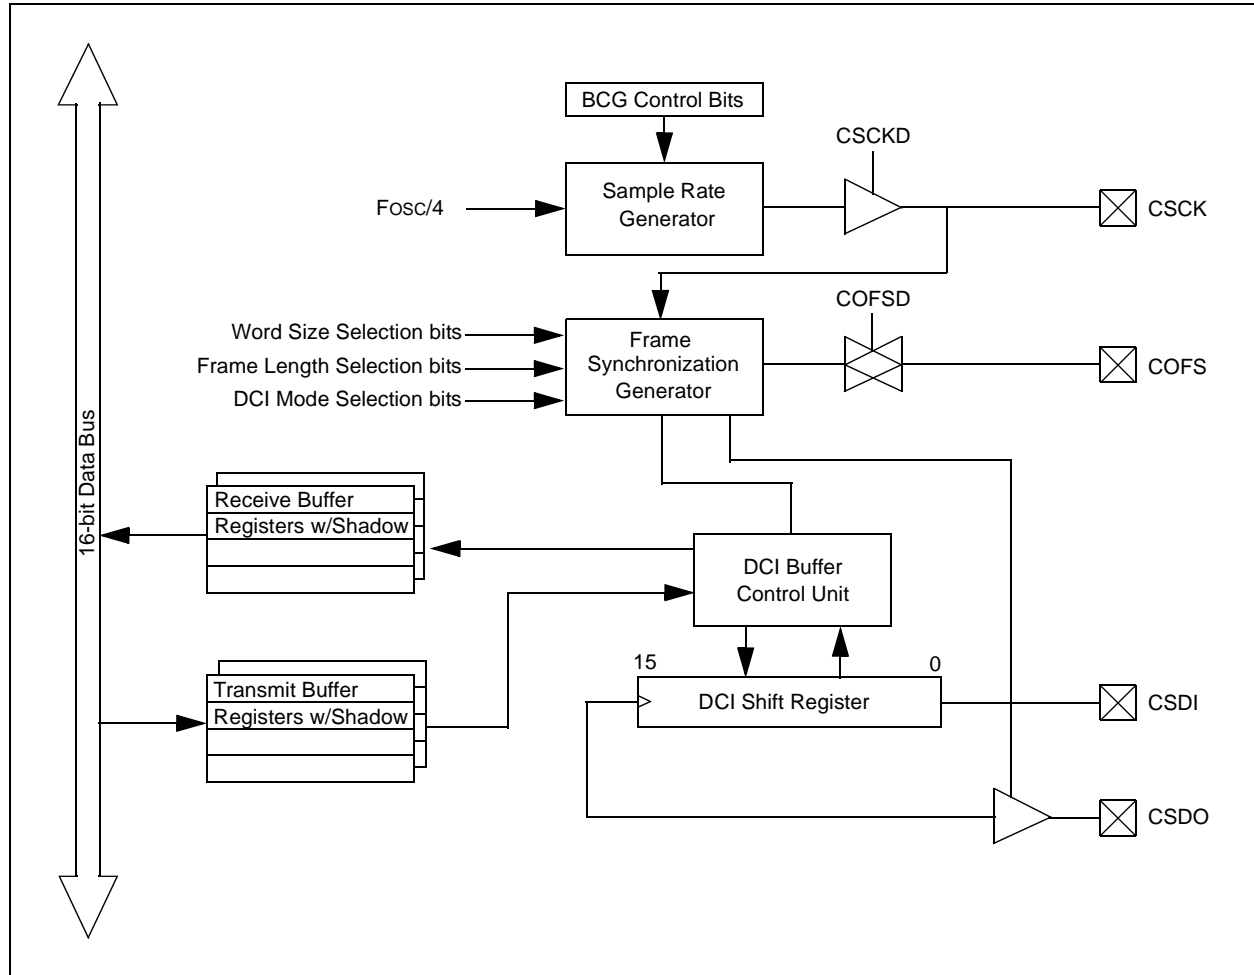 BCG Control Bits
CSCKD
Sample Rate
Generator
FOSC/4
CSCK
COFSD
Word Size Selection bits
Frame Length Selection bits
DCI Mode Selection bits
Frame
Synchronization
Generator
COFS
16-bit Data Bus
Receive Buffer
Registers w/Shadow
DCI Buffer
Control Unit
15
0
Transmit Buffer
Registers w/Shadow
DCI Shift Register
CSDI
CSDO